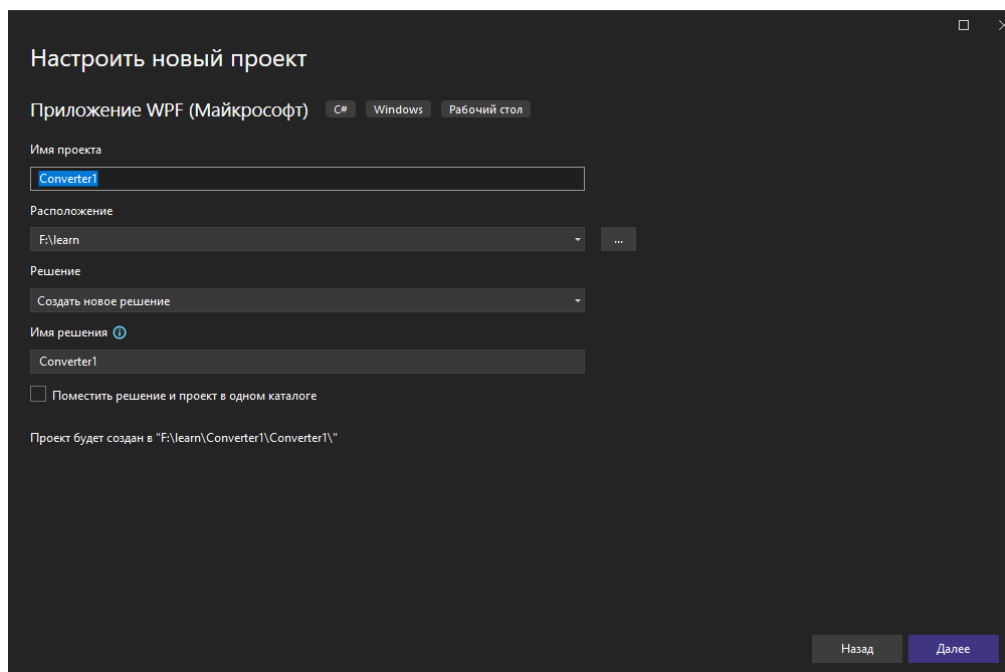 Настроить новый проект
Приложение WPF (Майкрософт) C# Windows Рабочий стол
Имя проекта
Converter1
Расположение
F:\learn
...
Решение
Создать новое решение
Имя решения
Converter1
Поместить решение и проект в одном каталоге
Проект будет создан в "F:\learn\Converter1\Converter1\"
Назад Далее